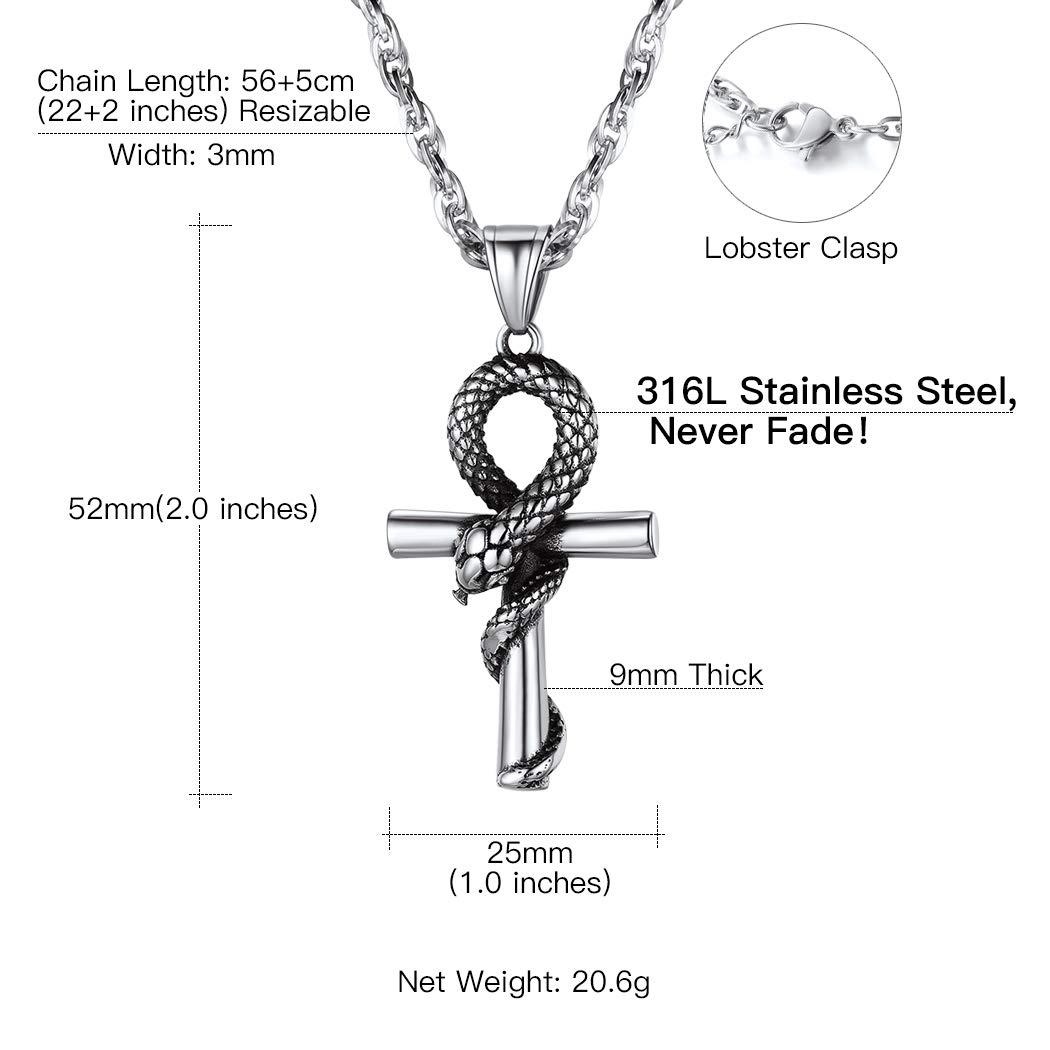 Chain Length: 56+5cm
(22+2 inches) Resizable
Width: 3mm
Lobster Clasp
316L Stainless Steel,
Never Fade!
52mm(2.0 inches)
9mm Thick
25mm
(1.0 inches)
Net Weight: 20.6g